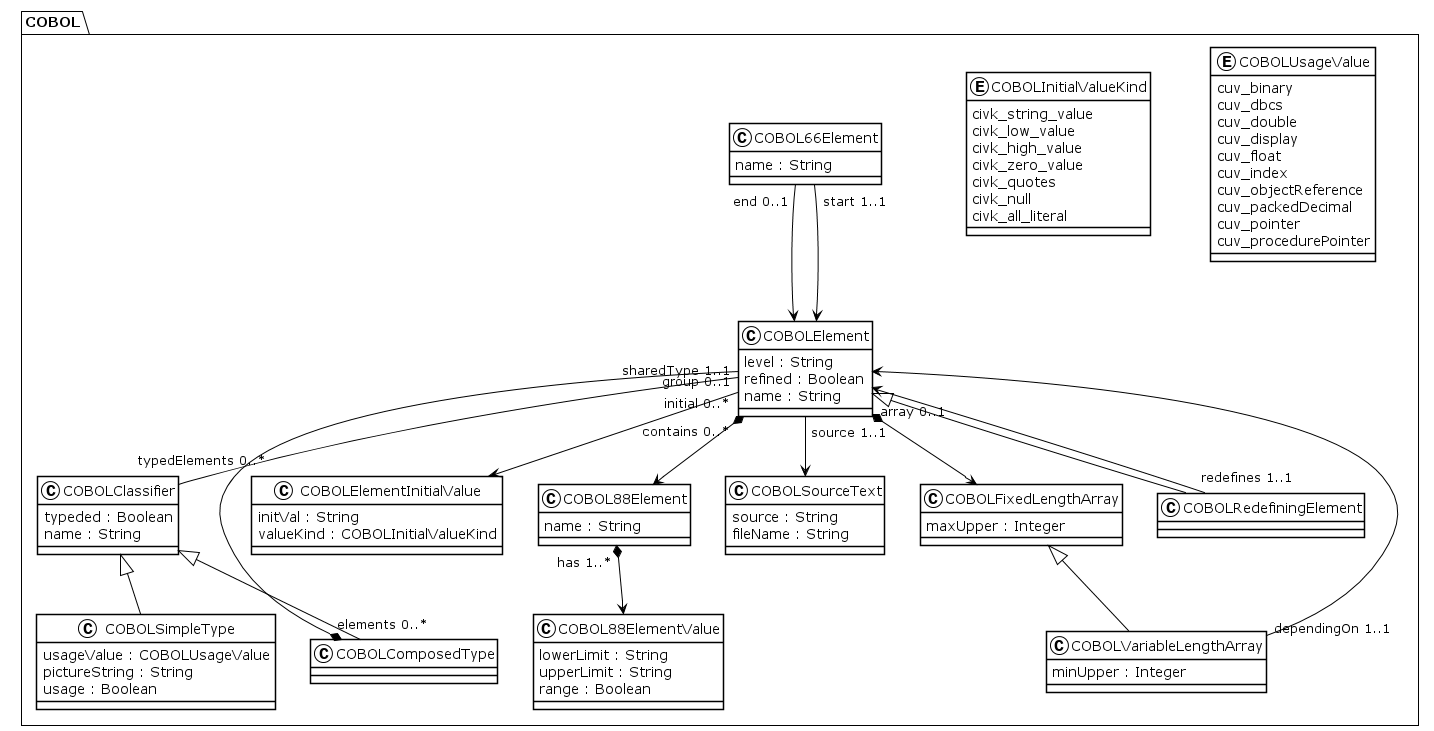 COBOL
E COBOLUsageValue
cuv_binary
cuv_dbcs
cuv_double
cuv_display
cuv_float
cuv_index
cuv_objectReference
cuv_packedDecimal
cuv_pointer
cuv_procedurePointer
E COBOLInitialValueKind
civk_string_value
civk_low_value
civk_high_value
civk_zero_value
civk_quotes
civk_null
civk_all_literal
C COBOL66Element
name : String
end 0..1
start 1..1
C COBOLElement
level : String
refined : Boolean
name : String
sharedType 1..1
group 0..1
initial 0..*
contains 0..*
source 1..1
array 0..1
typedElements 0..*
redefines 1..1
C COBOLClassifier
typeded : Boolean
name : String
C COBOLElementInitialValue
initVal : String
valueKind : COBOLInitialValueKind
C COBOL88Element
name : String
C COBOLSourceText
source : String
fileName : String
C COBOLFixedLengthArray
maxUpper : Integer
C COBOLRedefiningElement
has 1..*
elements 0..*
dependingOn 1..1
C COBOLSimpleType
usageValue : COBOLUsageValue
pictureString : String
usage : Boolean
C COBOLComposedType
C COBOL88ElementValue
lowerLimit : String
upperLimit : String
range : Boolean
C COBOLVariableLengthArray
minUpper : Integer